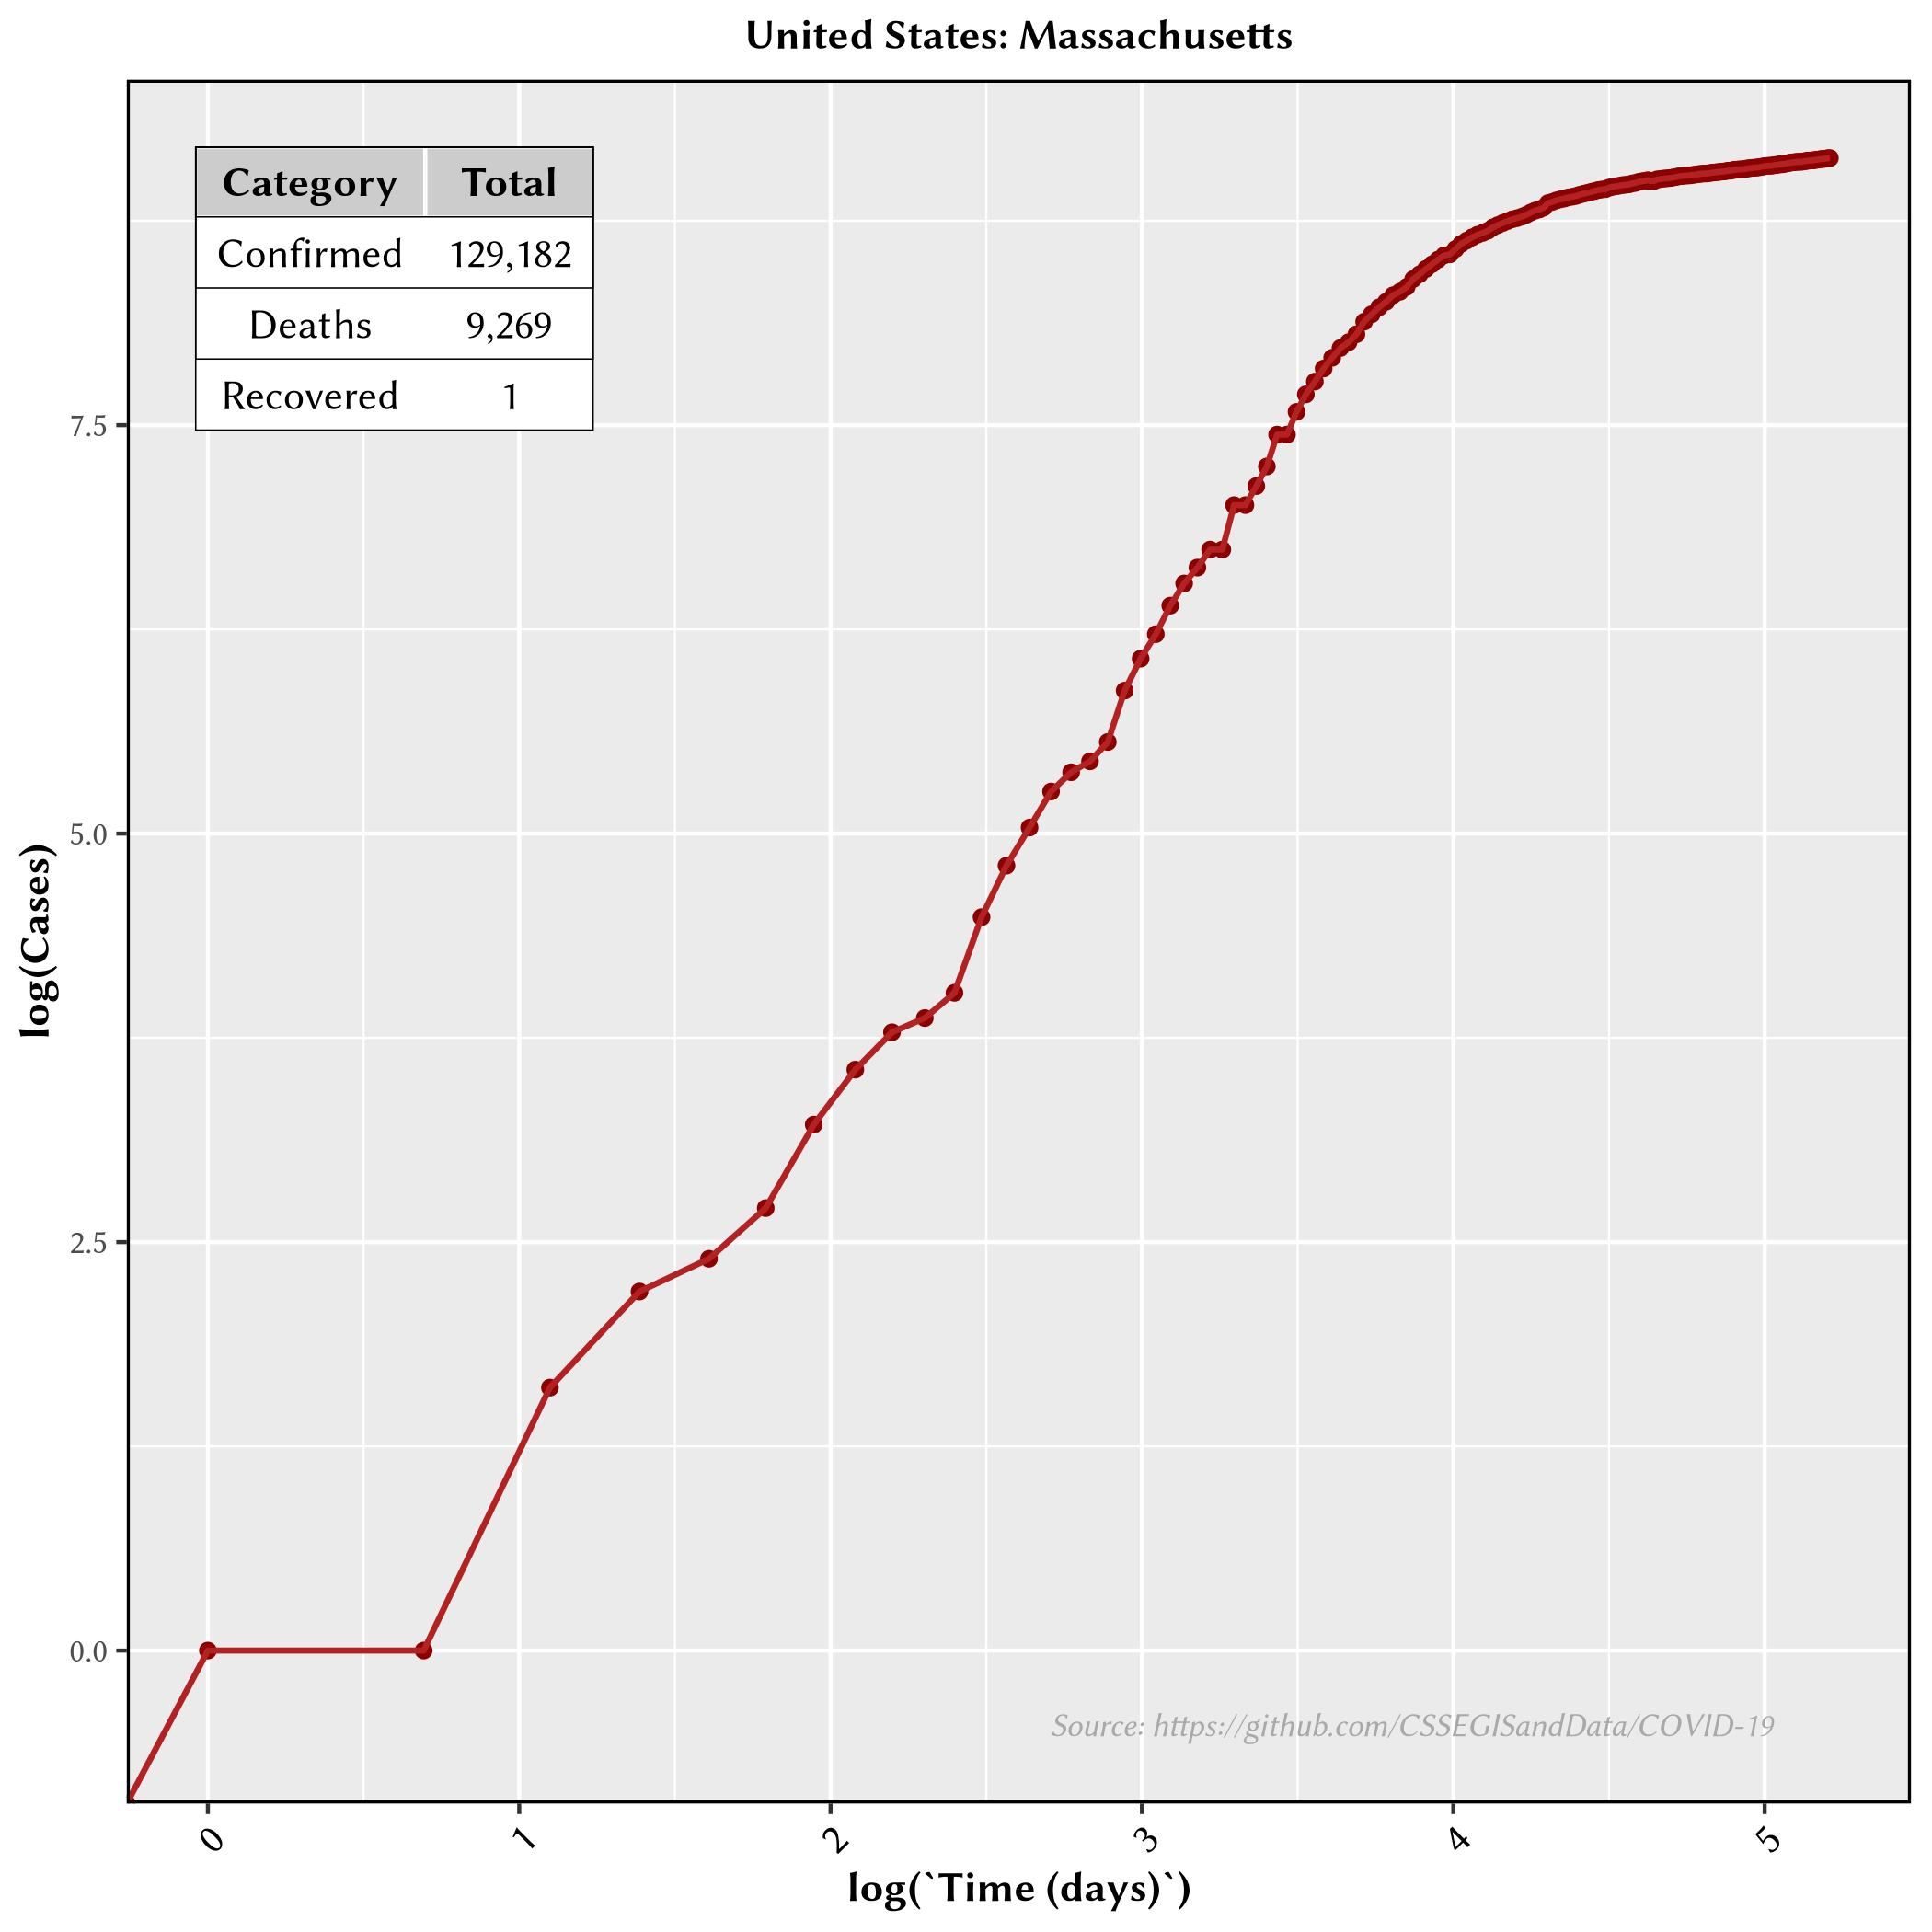 United States: Massachusetts
Category Total
Confirmed 129,182
Deaths 9,269
Recovered 1
7.5
5.0
2.5
0.0
log(Cases)
Source: https://github.com/CSSEGISandData/COVID-19
0 1 2 3 4 5
log(`Time (days)`)